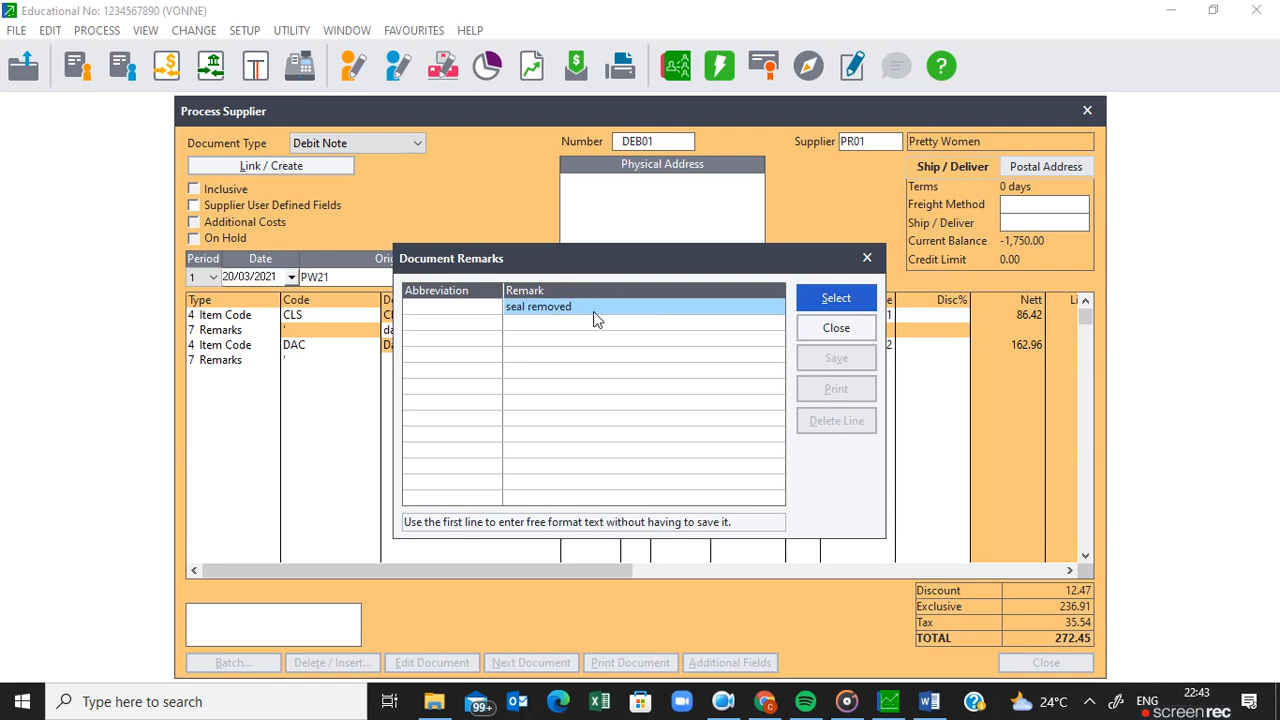 Educational No: 1234567890 (VONNE)
FILE EDIT PROCESS VIEW CHANGE SETUP UTILITY WINDOW FAVOURITES HELP
Process Supplier
Document Type Debit Note Number DEB01 Supplier PR01 Pretty Women
Link / Create Physical Address Ship / Deliver Postal Address
Inclusive Terms 0 days
Supplier User Defined Fields Freight Method
Additional Costs Ship / Deliver
On Hold Current Balance -1,750.00
Credit Limit 0.00
Period Date
1 20/03/2021 PW21
Document Remarks
Abbreviation Remark Select
seal removed
Close
Save
Print
Delete Line
Use the first line to enter free format text without having to save it.
Type Code Disc% Nett
4 Item Code CLS 1 86.42
7 Remarks '
4 Item Code DAC 2 162.96
7 Remarks '
Discount 12.47
Exclusive 236.91
Tax 35.54
TOTAL 272.45
Batch... Delete / Insert... Edit Document Next Document Print Document Additional Fields Close
Type here to search 99+ 24°C ENG 22:43
SCREENREC